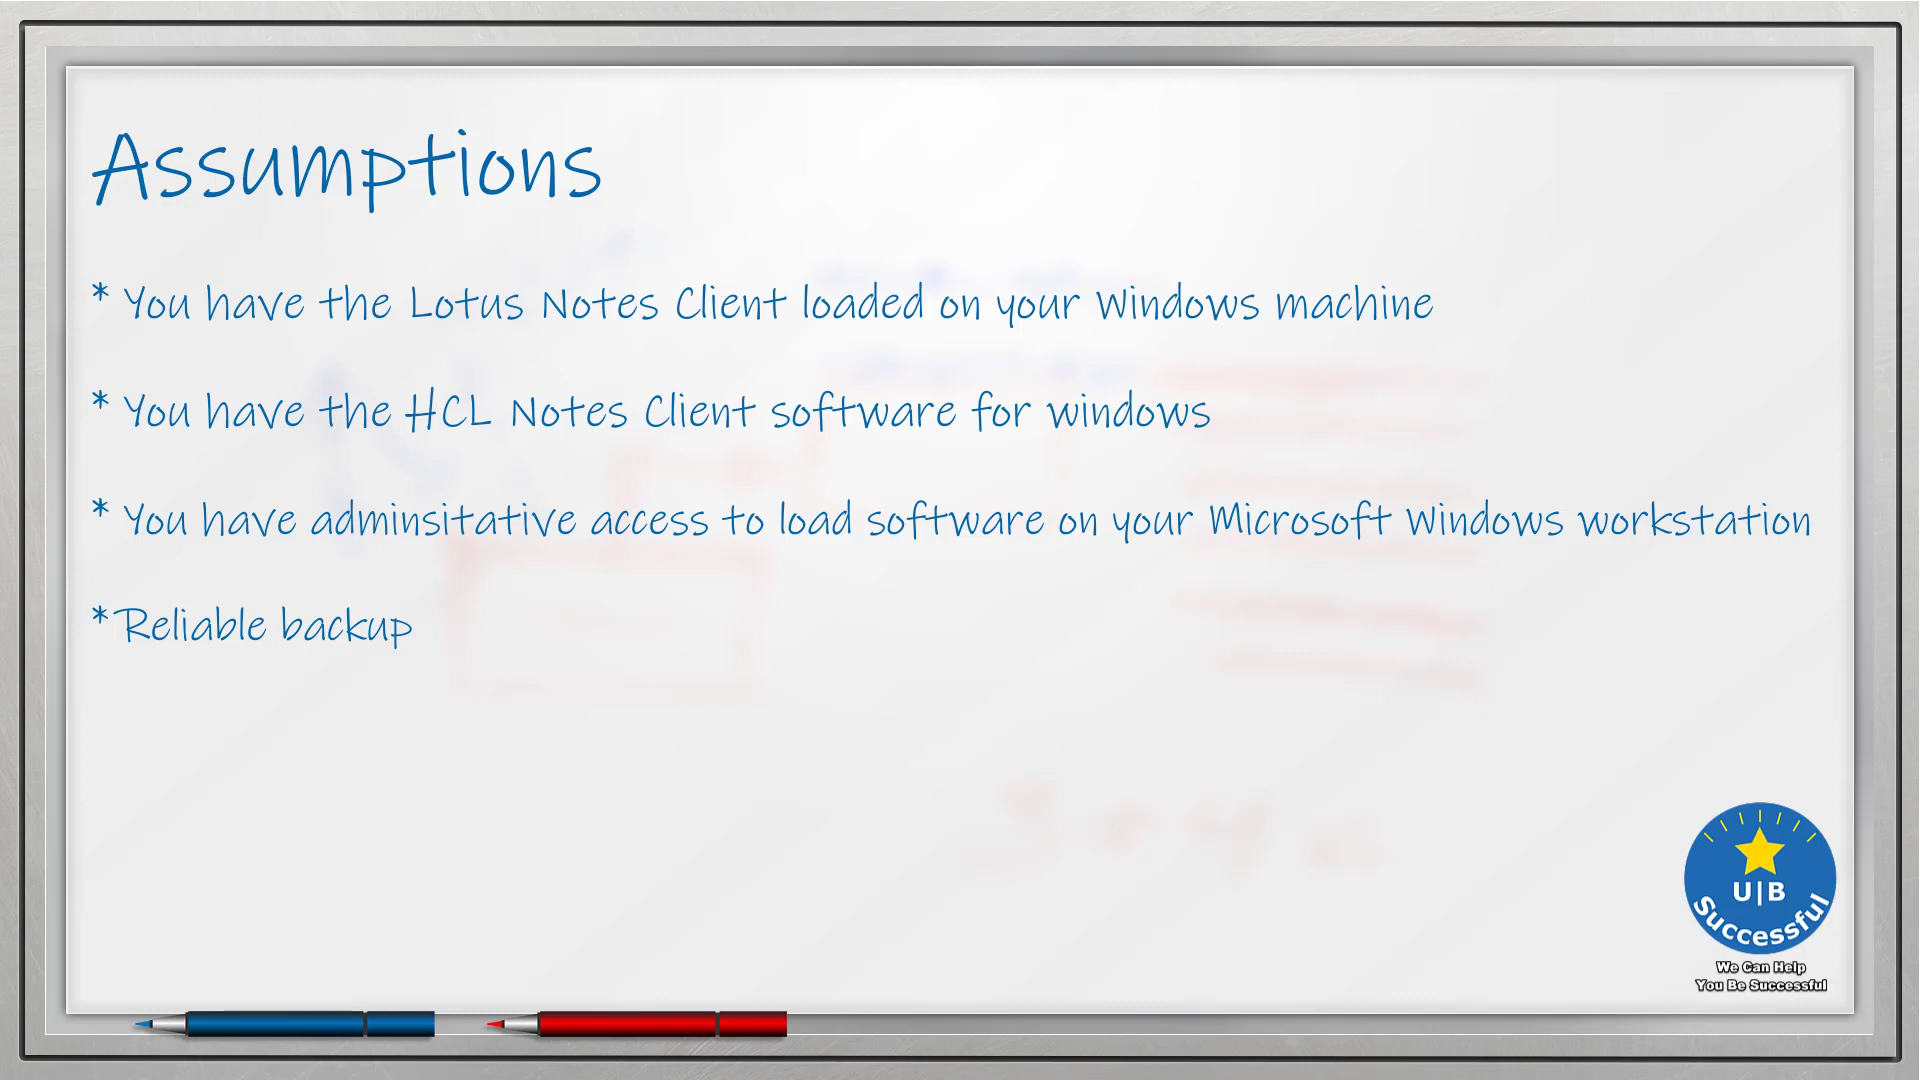 Assumptions
* You have the Lotus Notes Client loaded on your Windows machine
* You have the HCL Notes Client software for windows
* You have adminsitative access to load software on your Microsoft Windows workstation
* Reliable backup
U|B
Successful
We Can Help
You Be Successful